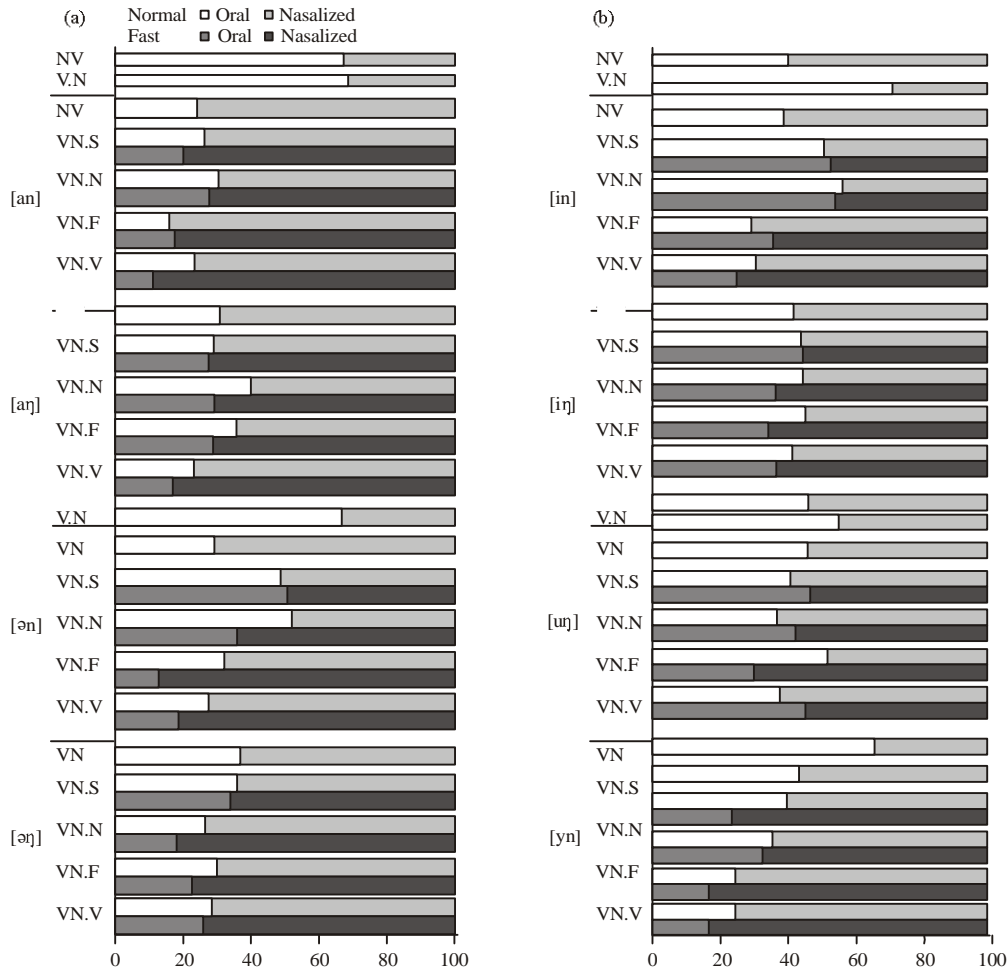 (a)
Normal Oral Nasalized
Fast Oral Nasalized
NV
V.N
[an]
NV
VN.S
VN.N
VN.F
VN.V
[aŋ]
VN.S
VN.N
VN.F
VN.V
V.N
[ən]
VN
VN.S
VN.N
VN.F
VN.V
[əŋ]
VN
VN.S
VN.N
VN.F
VN.V
0 20 40 60 80 100
(b)
NV
V.N
[in]
NV
VN.S
VN.N
VN.F
VN.V
[iŋ]
VN.S
VN.N
VN.F
VN.V
V.N
[uŋ]
VN
VN.S
VN.N
VN.F
VN.V
[yn]
VN
VN.S
VN.N
VN.F
VN.V
0 20 40 60 80 100